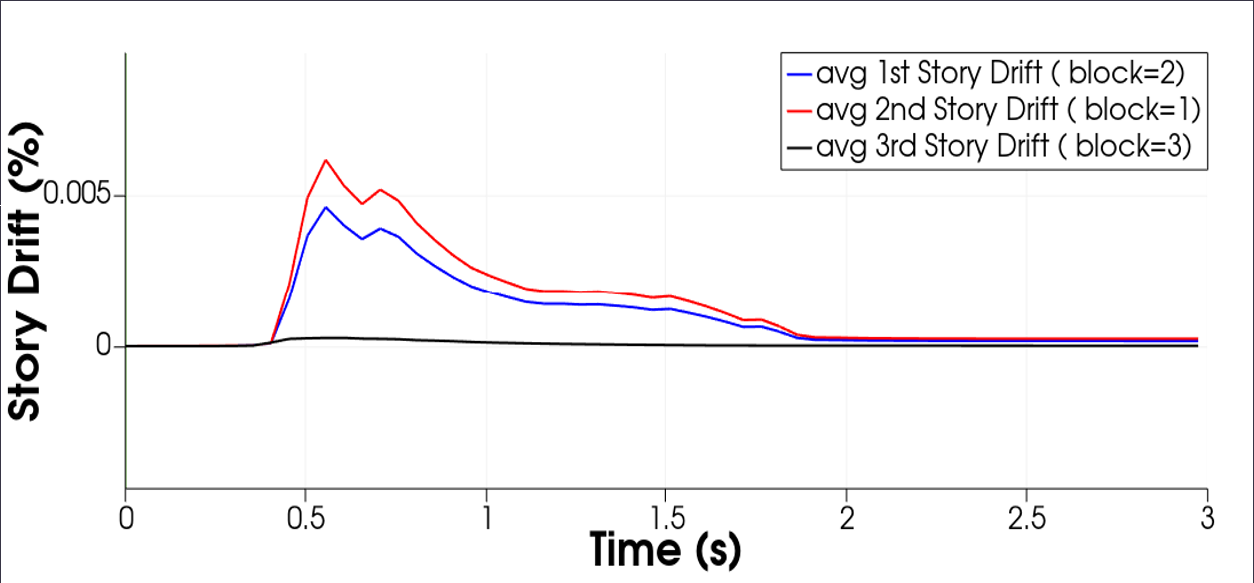 avg 1st Story Drift ( block=2)
avg 2nd Story Drift ( block=1)
avg 3rd Story Drift ( block=3)
Story Drift (%)
0.005
0
0 0.5 1 1.5 2 2.5 3
Time (s)